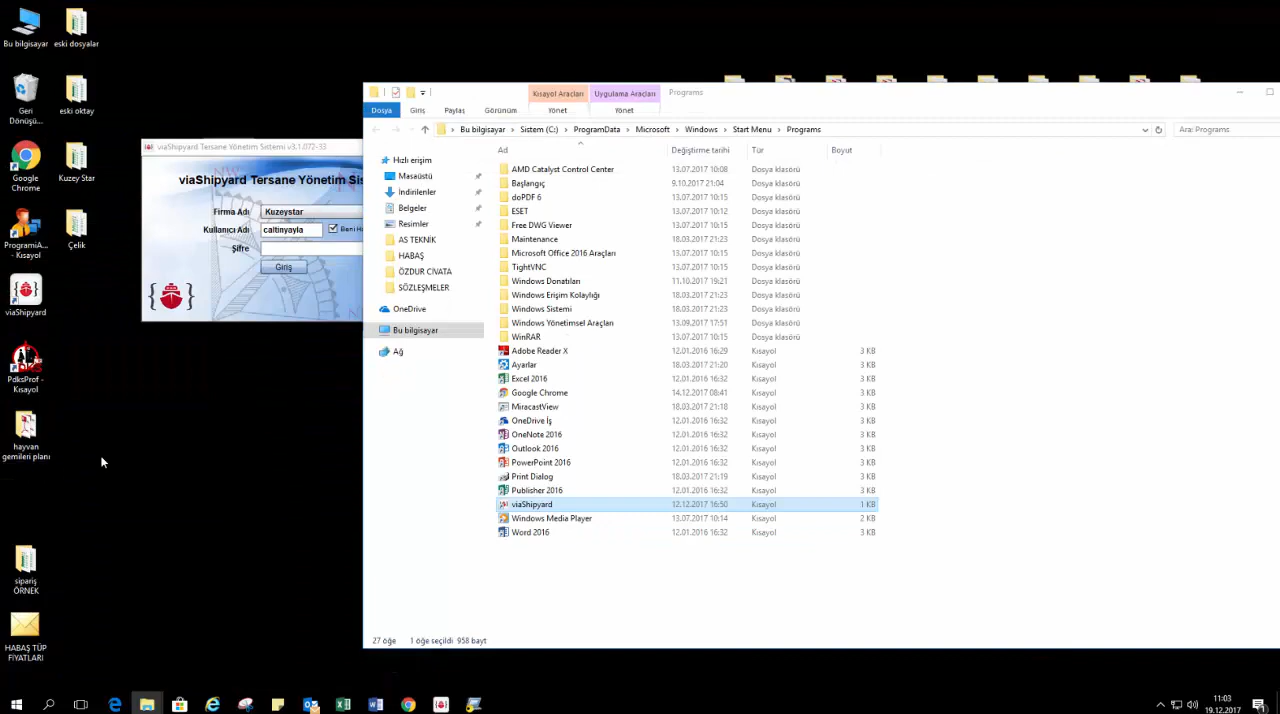 Bu bilgisayar
eski dosyalar
Geri Dönüşü...
eski oktay
Google Chrome
Kuzey Star
ProgramiA... - Kısayol
Çelik
viaShipyard
PdksProf - Kısayol
hayvan gemileri planı
sipariş ÖRNEK
HABAŞ TÜP FİYATLARI
viaShipyard Tersane Yönetim Sistemi v3.1.072-33
viaShipyard Tersane Yönetim Sis
Firma Adı Kuzeystar
Kullanıcı Adı caltinyayla Beni Ha
Şifre
Giriş
Kısayol Araçları Uygulama Araçları Programs
Dosya Giriş Paylaş Görünüm Yönet Yönet
Bu bilgisayar Sistem (C:) ProgramData Microsoft Windows Start Menu Programs Ara: Programs
Hızlı erişim
Masaüstü
İndirilenler
Belgeler
Resimler
AS TEKNİK
HABAŞ
ÖZDUR CİVATA
SÖZLEŞMELER
OneDrive
Bu bilgisayar
Ağ
Ad Değiştirme tarihi Tür Boyut
AMD Catalyst Control Center 13.07.2017 10:08 Dosya klasörü
Başlangıç 9.10.2017 21:04 Dosya klasörü
doPDF 6 13.07.2017 10:15 Dosya klasörü
ESET 13.07.2017 10:12 Dosya klasörü
Free DWG Viewer 13.07.2017 10:15 Dosya klasörü
Maintenance 18.03.2017 21:23 Dosya klasörü
Microsoft Office 2016 Araçları 13.07.2017 10:15 Dosya klasörü
TightVNC 13.07.2017 10:15 Dosya klasörü
Windows Donatıları 11.10.2017 19:21 Dosya klasörü
Windows Erişim Kolaylığı 18.03.2017 21:23 Dosya klasörü
Windows Sistemi 18.03.2017 21:23 Dosya klasörü
Windows Yönetimsel Araçları 13.09.2017 17:51 Dosya klasörü
WinRAR 13.07.2017 10:15 Dosya klasörü
Adobe Reader X 12.01.2016 16:29 Kısayol 3 KB
Ayarlar 18.03.2017 21:20 Kısayol 3 KB
Excel 2016 12.01.2016 16:32 Kısayol 3 KB
Google Chrome 14.12.2017 08:41 Kısayol 3 KB
MiracastView 18.03.2017 21:18 Kısayol 3 KB
OneDrive İş 12.01.2016 16:32 Kısayol 3 KB
OneNote 2016 12.01.2016 16:32 Kısayol 3 KB
Outlook 2016 12.01.2016 16:32 Kısayol 3 KB
PowerPoint 2016 12.01.2016 16:32 Kısayol 3 KB
Print Dialog 18.03.2017 21:19 Kısayol 3 KB
Publisher 2016 12.01.2016 16:32 Kısayol 3 KB
viaShipyard 12.12.2017 16:50 Kısayol 1 KB
Windows Media Player 13.07.2017 10:14 Kısayol 2 KB
Word 2016 12.01.2016 16:32 Kısayol 3 KB
27 öğe 1 öğe seçildi 958 bayt
11:03
19.12.2017